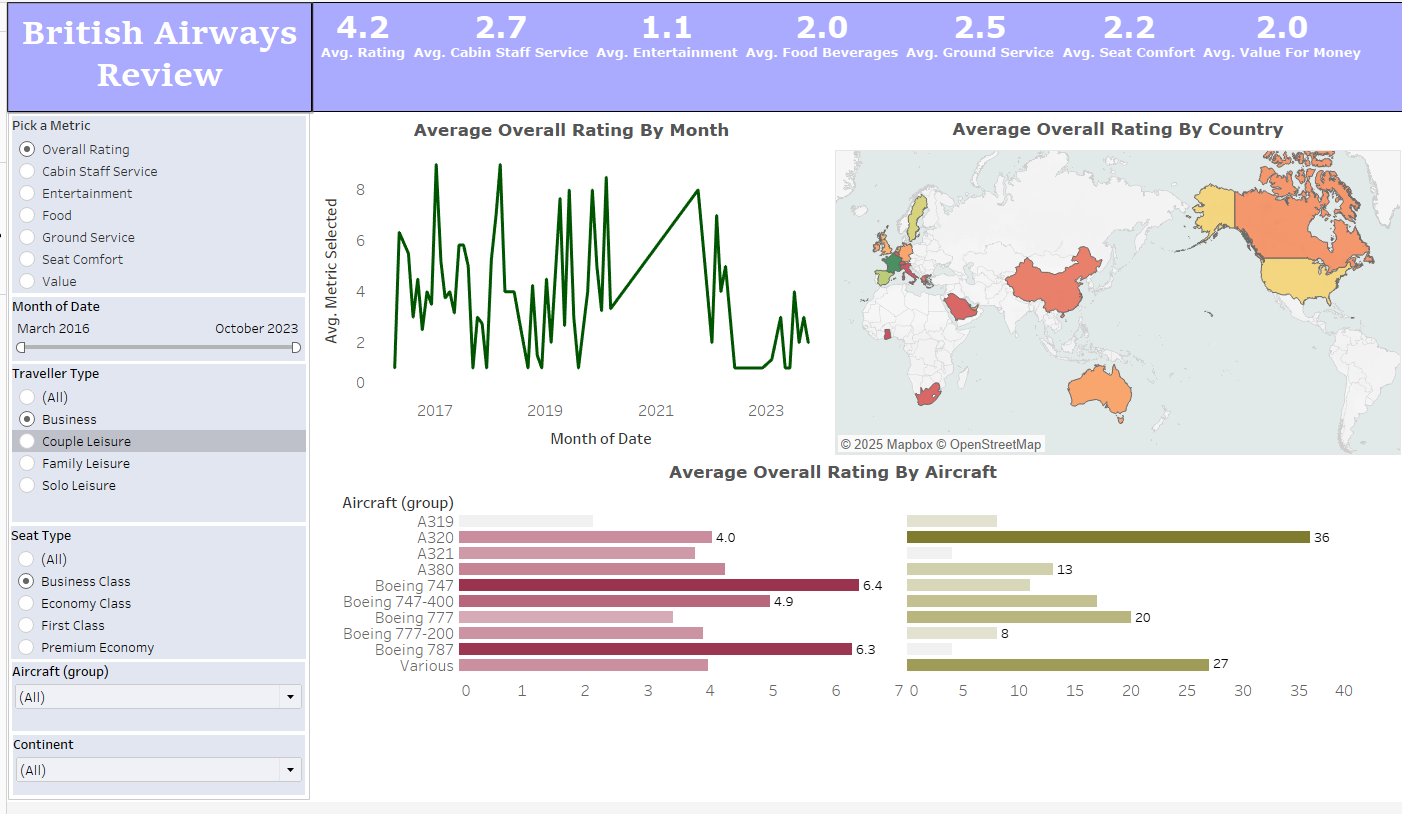 British Airways
Review
4.2 2.7 1.1 2.0 2.5 2.2 2.0
Avg. Rating Avg. Cabin Staff Service Avg. Entertainment Avg. Food Beverages Avg. Ground Service Avg. Seat Comfort Avg. Value For Money
Pick a Metric
Overall Rating
Cabin Staff Service
Entertainment
Food
Ground Service
Seat Comfort
Value
Month of Date
March 2016 October 2023
Traveller Type
(All)
Business
Couple Leisure
Family Leisure
Solo Leisure
Seat Type
(All)
Business Class
Economy Class
First Class
Premium Economy
Aircraft (group)
(All)
Continent
(All)
Average Overall Rating By Month
Avg. Metric Selected
8
6
4
2
0
2017 2019 2021 2023
Month of Date
Average Overall Rating By Country
© 2025 Mapbox © OpenStreetMap
Average Overall Rating By Aircraft
Aircraft (group)
A319
A320 4.0 36
A321
A380 13
Boeing 747 6.4
Boeing 747-400 4.9
Boeing 777 20
Boeing 777-200 8
Boeing 787 6.3
Various 27
0 1 2 3 4 5 6 7 0 5 10 15 20 25 30 35 40